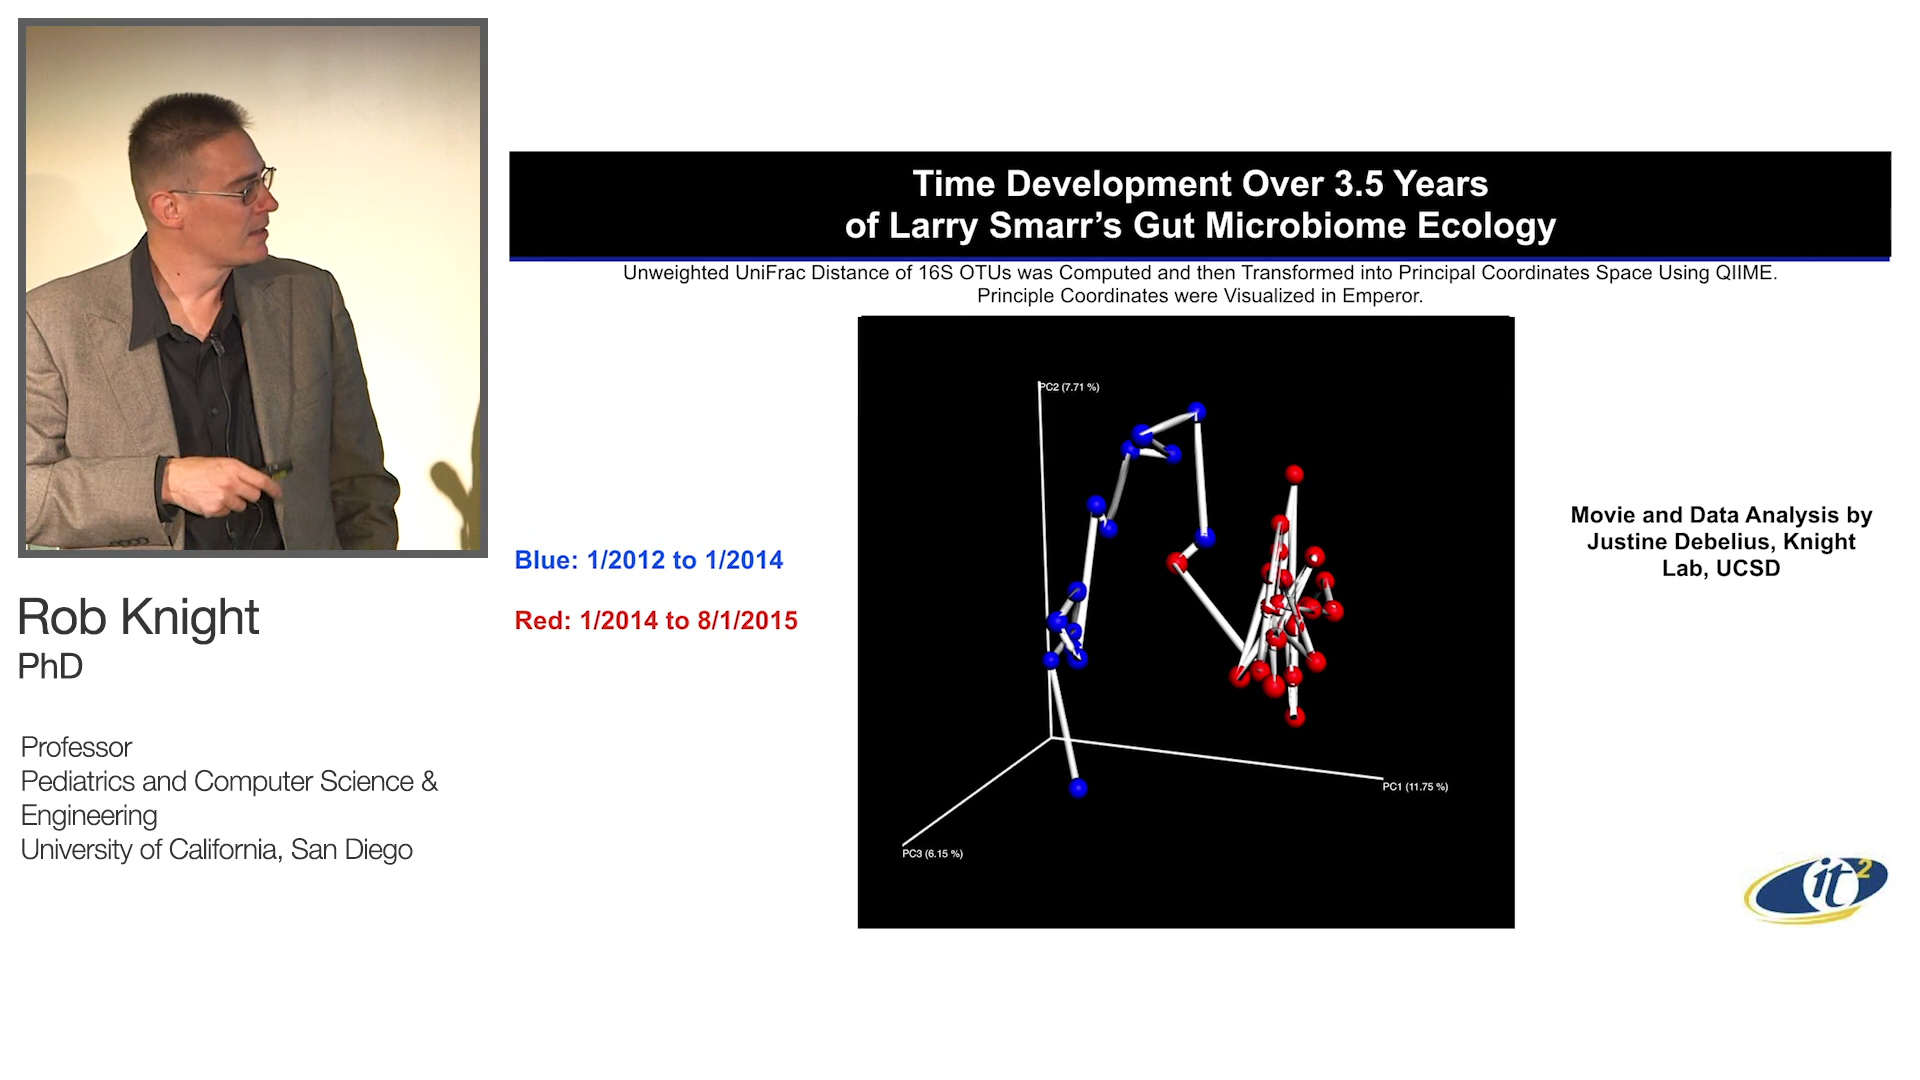 Time Development Over 3.5 Years
of Larry Smarr's Gut Microbiome Ecology
Unweighted UniFrac Distance of 16S OTUs was Computed and then Transformed into Principal Coordinates Space Using QIIME.
Principle Coordinates were Visualized in Emperor.
PC2 (7.71 %)
PC1 (11.75 %)
PC3 (6.15 %)
Blue: 1/2012 to 1/2014
Red: 1/2014 to 8/1/2015
Movie and Data Analysis by
Justine Debelius, Knight
Lab, UCSD
it2
Rob Knight
PhD
Professor
Pediatrics and Computer Science &
Engineering
University of California, San Diego